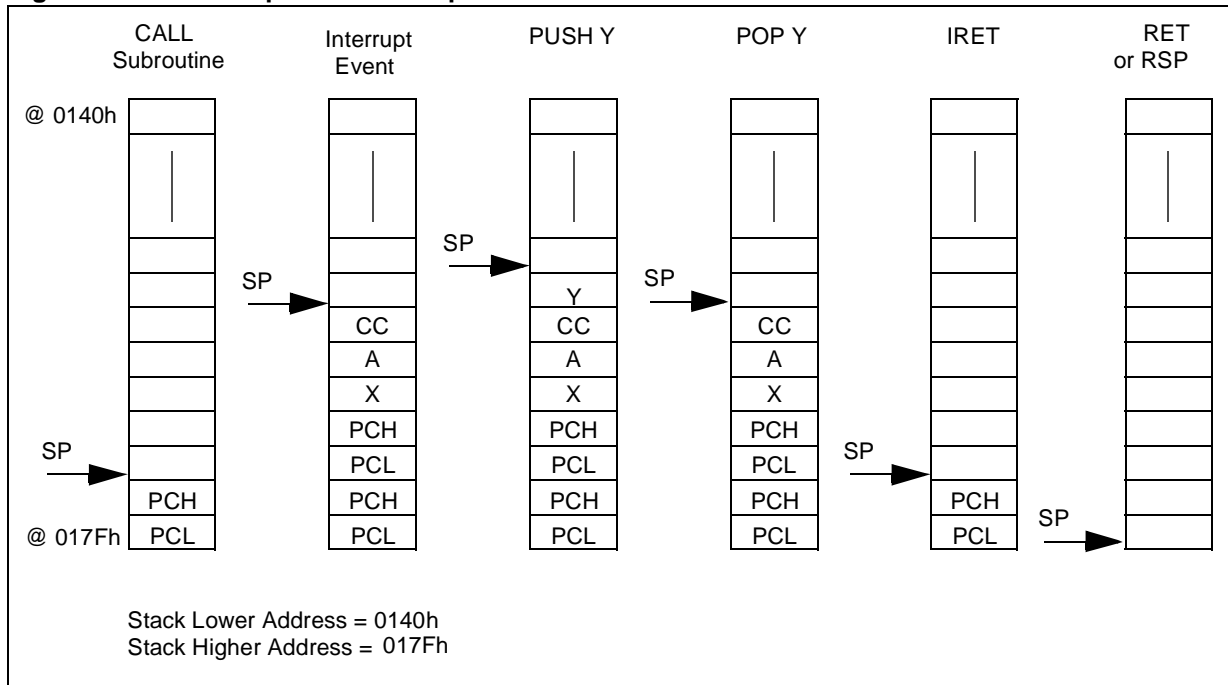 CALL
Subroutine
Interrupt
Event
PUSH Y
POP Y
IRET
RET
or RSP
@ 0140h
SP
SP
SP
Y
CC
CC
CC
A
A
A
X
X
X
PCH
PCH
PCH
SP
SP
PCL
PCL
PCL
PCH
PCH
PCH
PCH
PCH
SP
@ 017Fh
PCL
PCL
PCL
PCL
PCL
Stack Lower Address = 0140h
Stack Higher Address = 017Fh